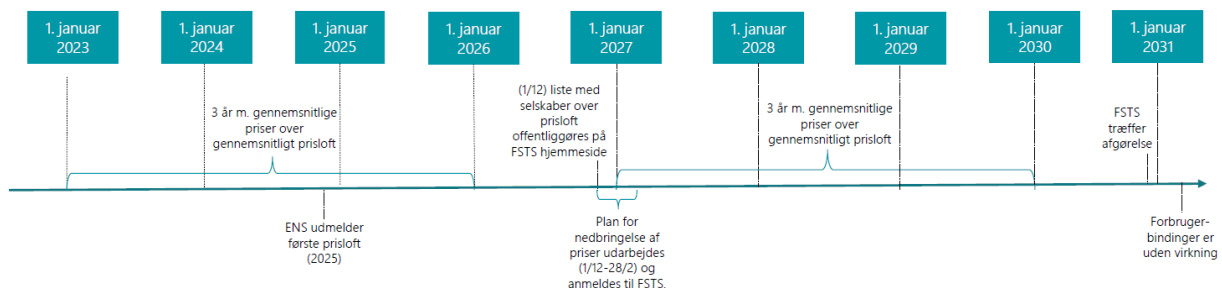 1. januar
2023
1. januar
2024
1. januar
2025
1. januar
2026
1. januar
2027
1. januar
2028
1. januar
2029
1. januar
2030
1. januar
2031
3 år m. gennemsnitlige
priser over
gennemsnitligt prisloft
(1/12) liste med
selskaber over
prisloft
offentliggøres på
FSTS hjemmeside
3 år m. gennemsnitlige
priser over
gennemsnitligt prisloft
FSTS
træffer
afgørelse
ENS udmelder
første prisloft
(2025)
Plan for
nedbringelse af
priser udarbejdes
(1/12-28/2) og
anmeldes til FSTS.
Forbruger-
bindinger er
uden virkning